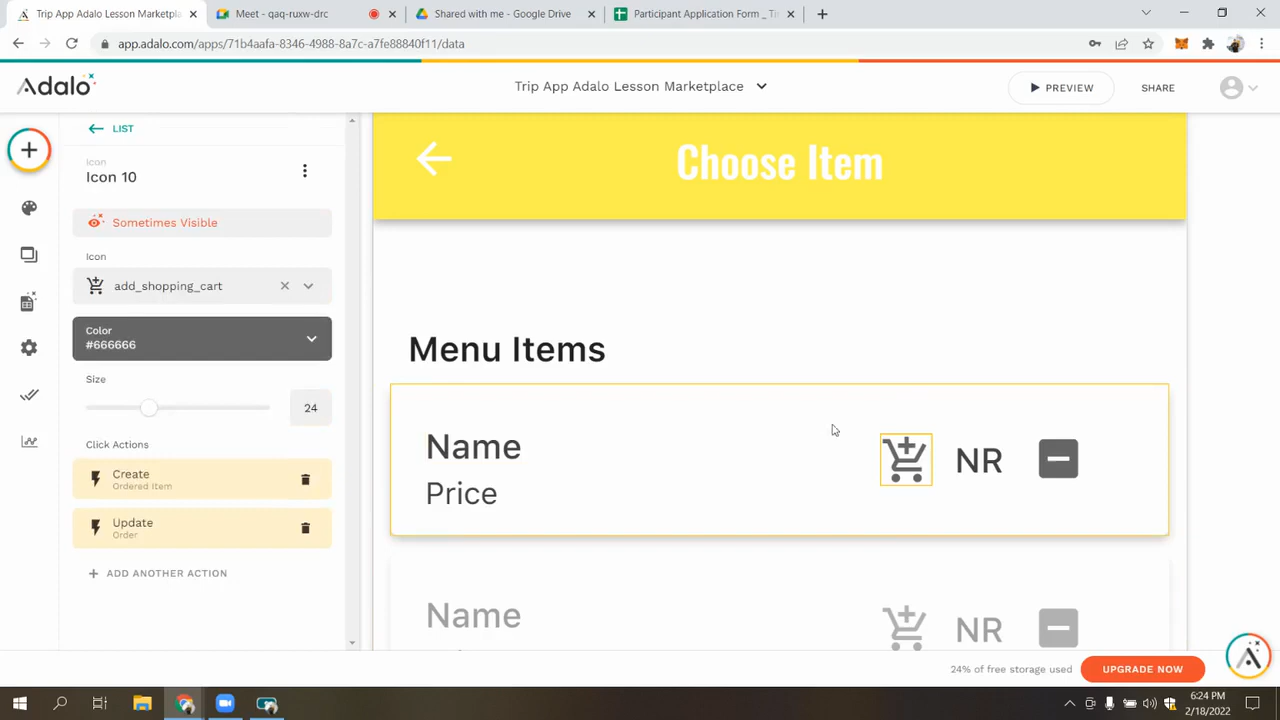 Trip App Adalo Lesson Marketpla
Meet - qaq-ruxw-drc
Shared with me - Google Drive
Participant Application Form _ Ti
app.adalo.com/apps/71b4aafa-8346-4988-8a7c-a7fe88840f11/data
Adalo
Trip App Adalo Lesson Marketplace
PREVIEW
SHARE
LIST
Icon
Icon 10
Sometimes Visible
Icon
add_shopping_cart
Color
#666666
Size
24
Click Actions
Create
Ordered Item
Update
Order
ADD ANOTHER ACTION
Choose Item
Menu Items
Name
Price
NR
Name
NR
24% of free storage used
UPGRADE NOW
6:24 PM
2/18/2022